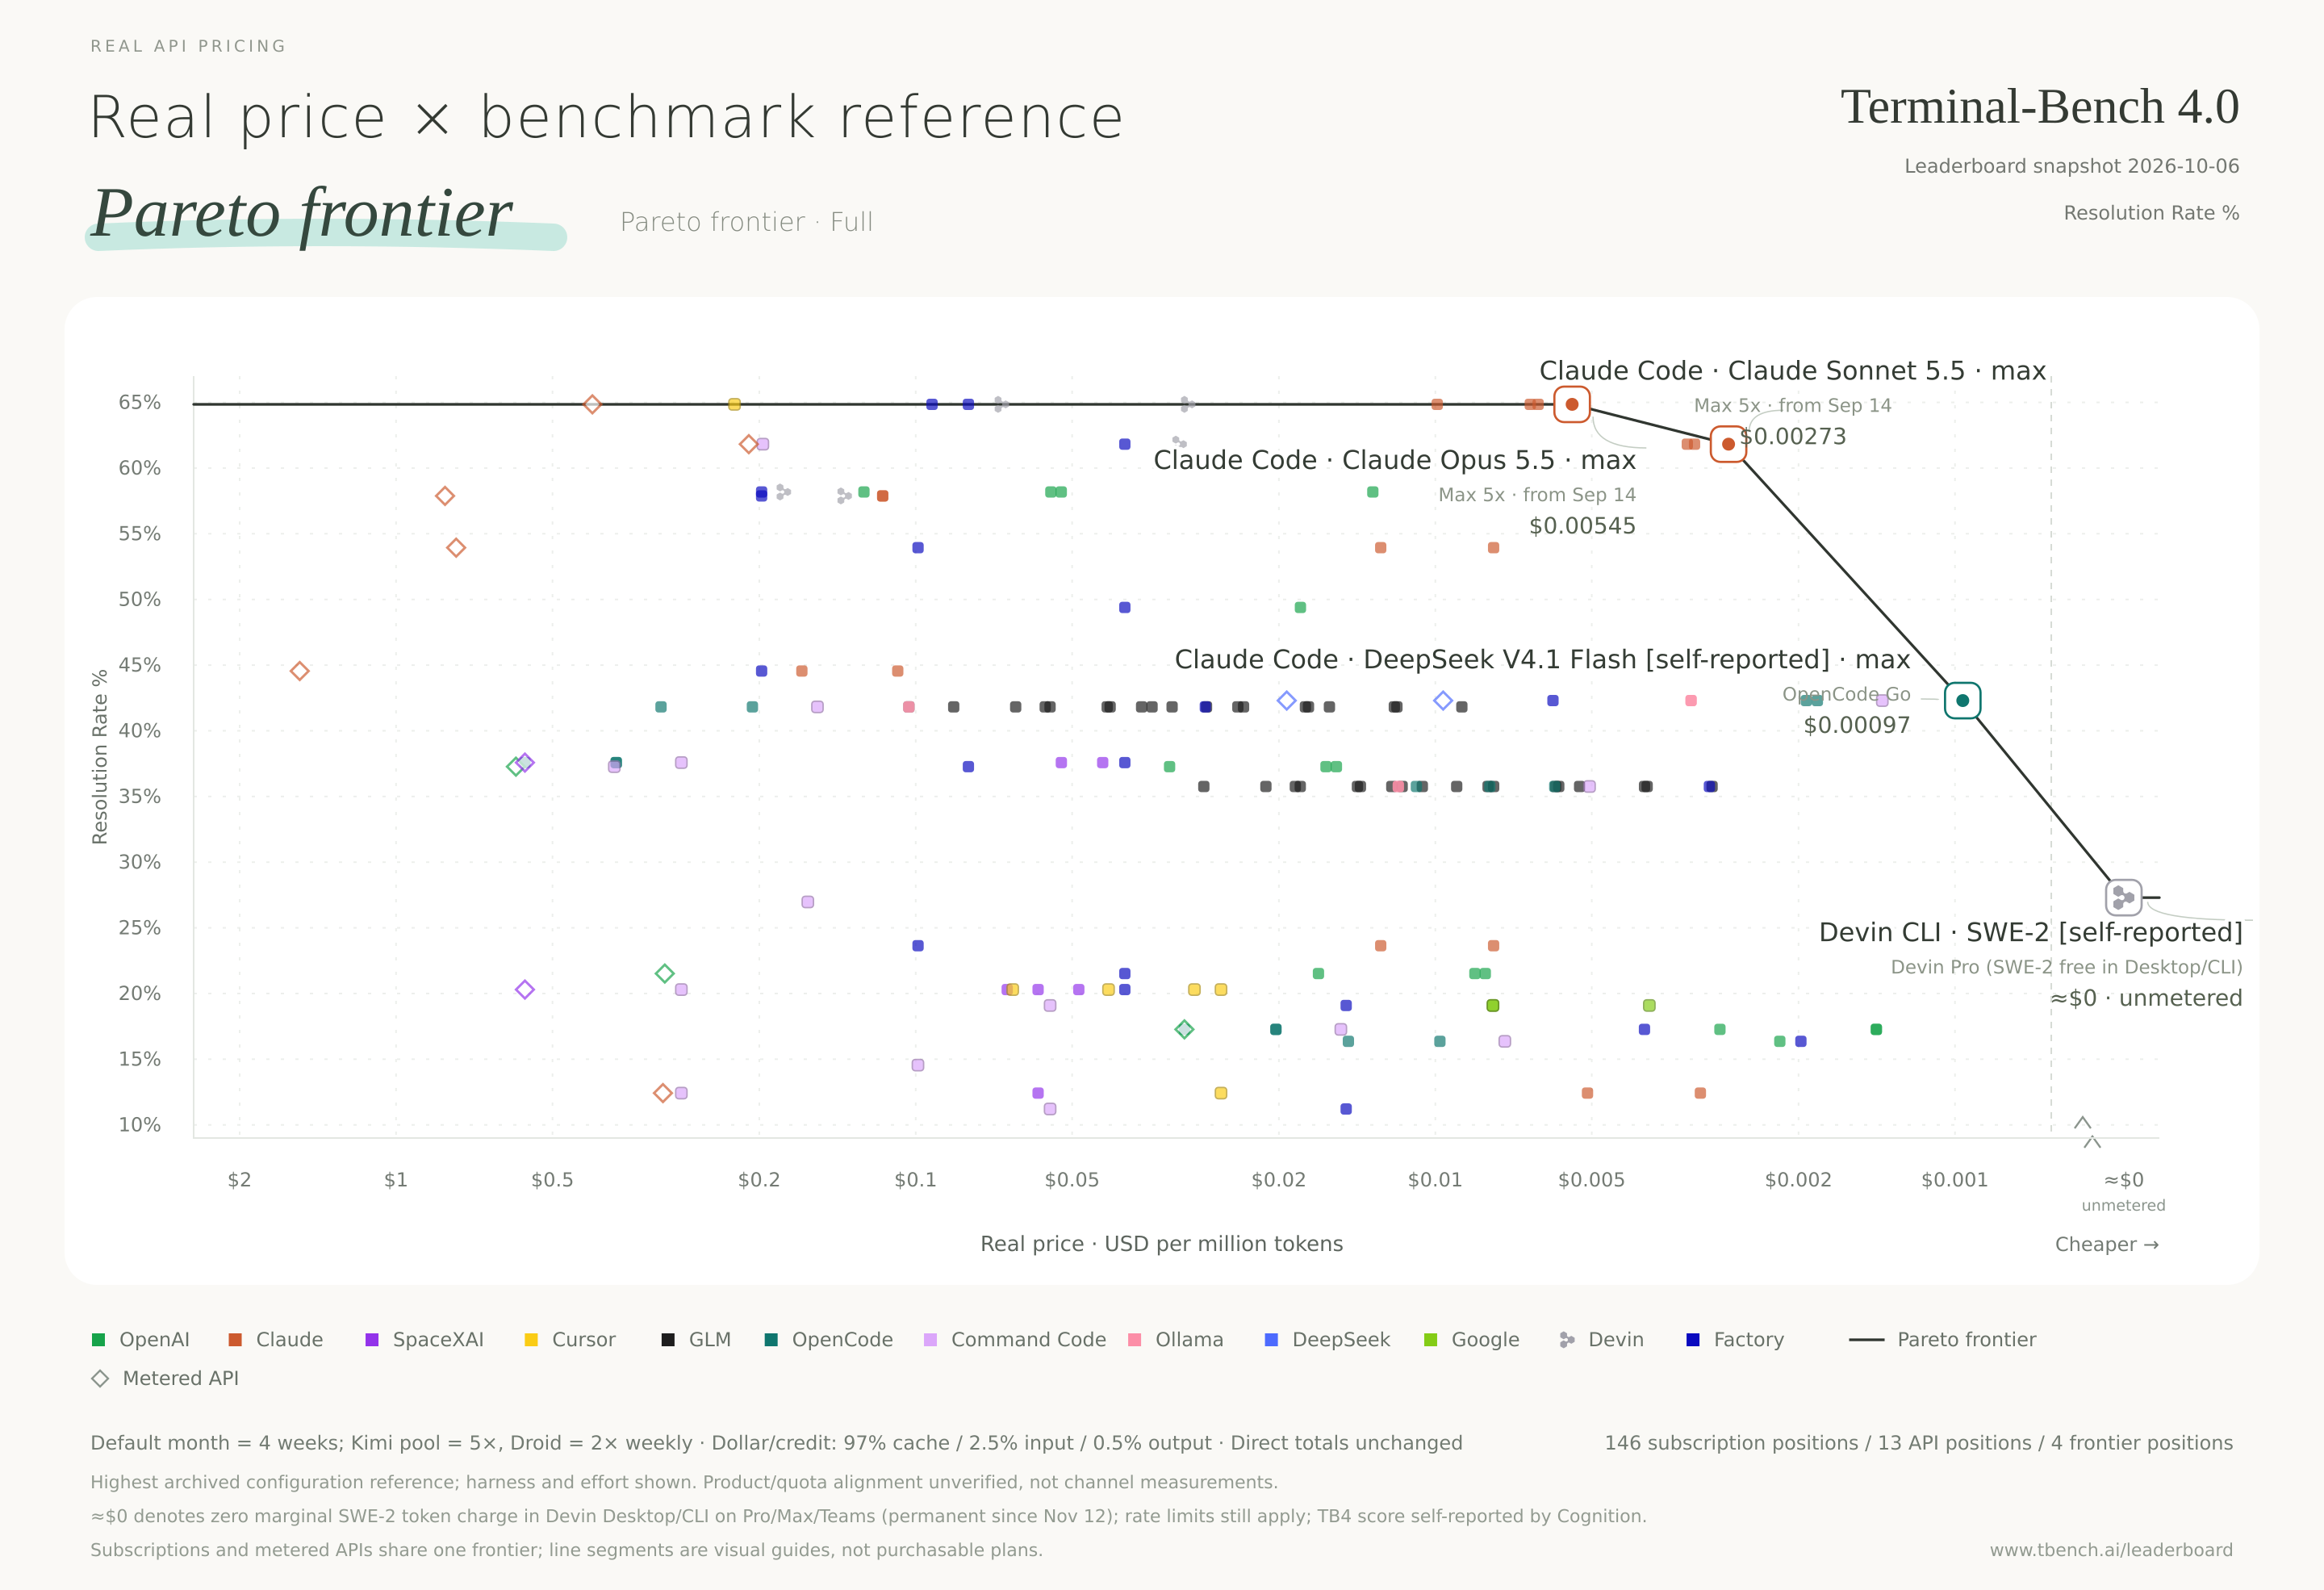 REAL API PRICING
Real price × benchmark reference
Terminal-Bench 4.0
Leaderboard snapshot 2026-10-06
Pareto frontier
Pareto frontier · Full
Resolution Rate %
Claude Code · Claude Sonnet 5.5 · max
Max 5x · from Sep 14
$0.00273
Claude Code · Claude Opus 5.5 · max
Max 5x · from Sep 14
$0.00545
Claude Code · DeepSeek V4.1 Flash [self-reported] · max
OpenCode Go
$0.00097
Devin CLI · SWE-2 [self-reported]
Devin Pro (SWE-2 free in Desktop/CLI)
≈$0 · unmetered
Resolution Rate %
65%
60%
55%
50%
45%
40%
35%
30%
25%
20%
15%
10%
$2 $1 $0.5 $0.2 $0.1 $0.05 $0.02 $0.01 $0.005 $0.002 $0.001 ≈$0
unmetered
Real price · USD per million tokens
Cheaper →
OpenAI Claude SpaceXAI Cursor GLM OpenCode Command Code Ollama DeepSeek Google Devin Factory Pareto frontier
Metered API
Default month = 4 weeks; Kimi pool = 5×, Droid = 2× weekly · Dollar/credit: 97% cache / 2.5% input / 0.5% output · Direct totals unchanged
146 subscription positions / 13 API positions / 4 frontier positions
Highest archived configuration reference; harness and effort shown. Product/quota alignment unverified, not channel measurements.
≈$0 denotes zero marginal SWE-2 token charge in Devin Desktop/CLI on Pro/Max/Teams (permanent since Nov 12); rate limits still apply; TB4 score self-reported by Cognition.
Subscriptions and metered APIs share one frontier; line segments are visual guides, not purchasable plans.
www.tbench.ai/leaderboard